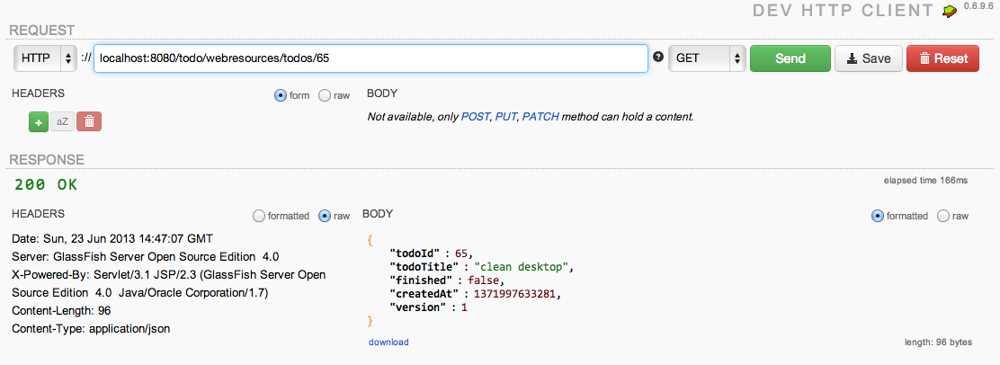 DEV HTTP CLIENT 0.6.9.6
REQUEST
HTTP :// localhost:8080/todo/webresources/todos/65 ? GET Send Save Reset
HEADERS form raw BODY
Not available, only POST, PUT, PATCH method can hold a content.
+ aZ
RESPONSE
200 OK elapsed time 166ms
HEADERS formatted raw BODY formatted raw
Date: Sun, 23 Jun 2013 14:47:07 GMT
Server: GlassFish Server Open Source Edition 4.0
X-Powered-By: Servlet/3.1 JSP/2.3 (GlassFish Server Open
Source Edition 4.0 Java/Oracle Corporation/1.7)
Content-Length: 96
Content-Type: application/json
{
"todoId" : 65,
"todoTitle" : "clean desktop",
"finished" : false,
"createdAt" : 1371997633281,
"version" : 1
}
download length: 96 bytes